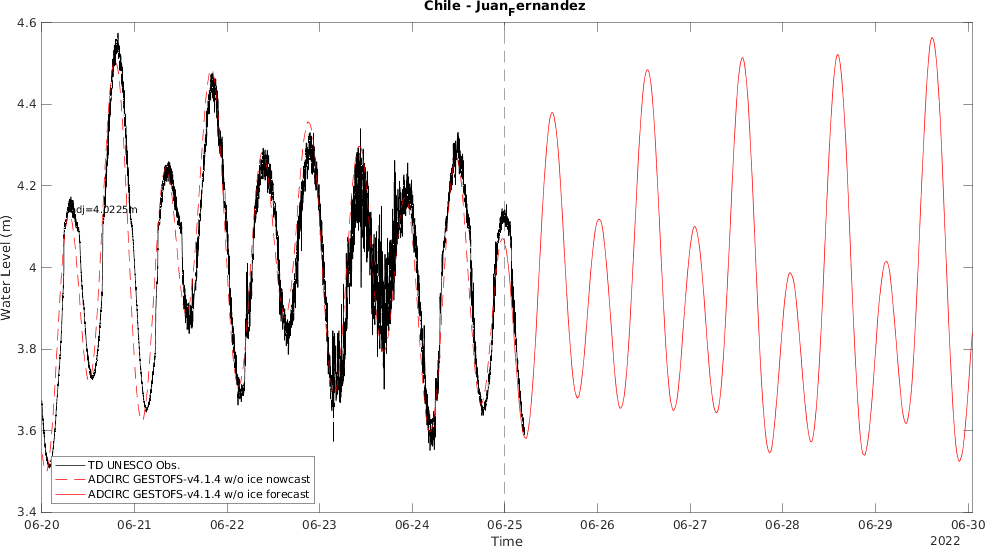 Chile - JuanFernandez
4.6
4.4
4.2
4
3.8
3.6
3.4
Water Level (m)
adj=4.0225m
TD UNESCO Obs.
ADCIRC GESTOFS-v4.1.4 w/o ice nowcast
ADCIRC GESTOFS-v4.1.4 w/o ice forecast
06-20 06-21 06-22 06-23 06-24 06-25 06-26 06-27 06-28 06-29 06-30
Time
2022